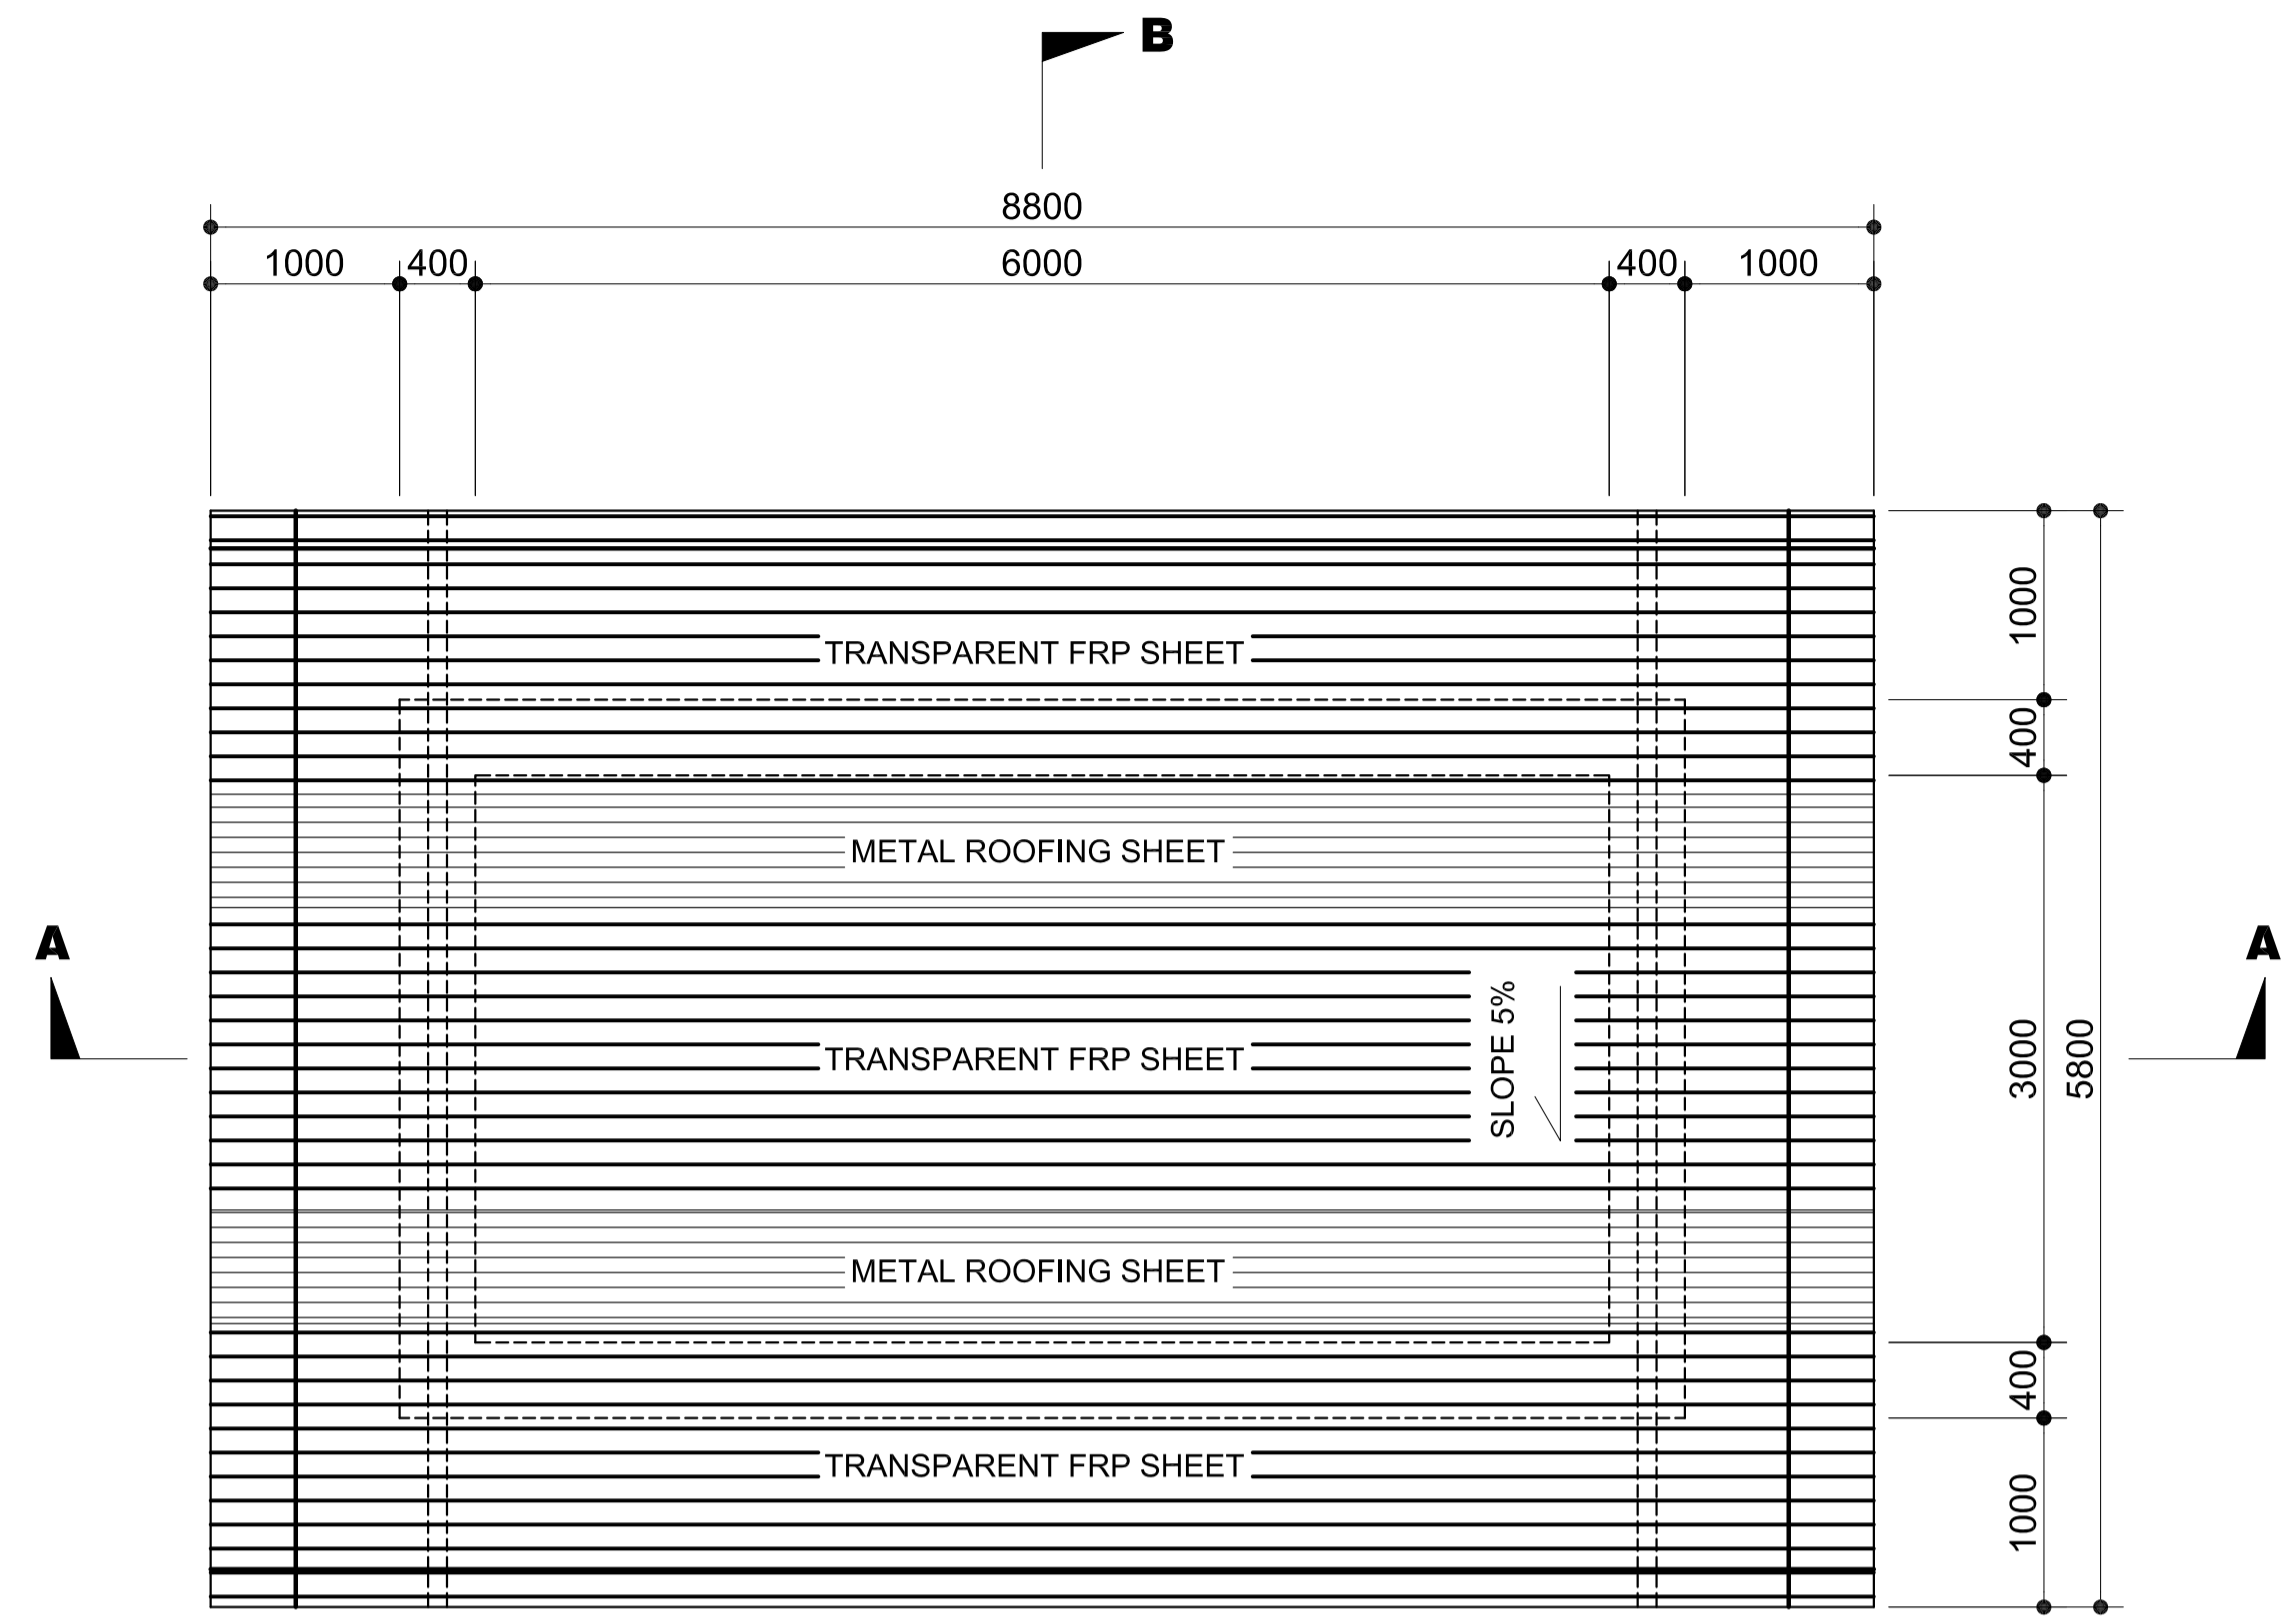 B
8800
1000 400 6000 400 1000
TRANSPARENT FRP SHEET
1000
400
METAL ROOFING SHEET
A
A
TRANSPARENT FRP SHEET
SLOPE 5%
3000
5800
METAL ROOFING SHEET
400
TRANSPARENT FRP SHEET
1000